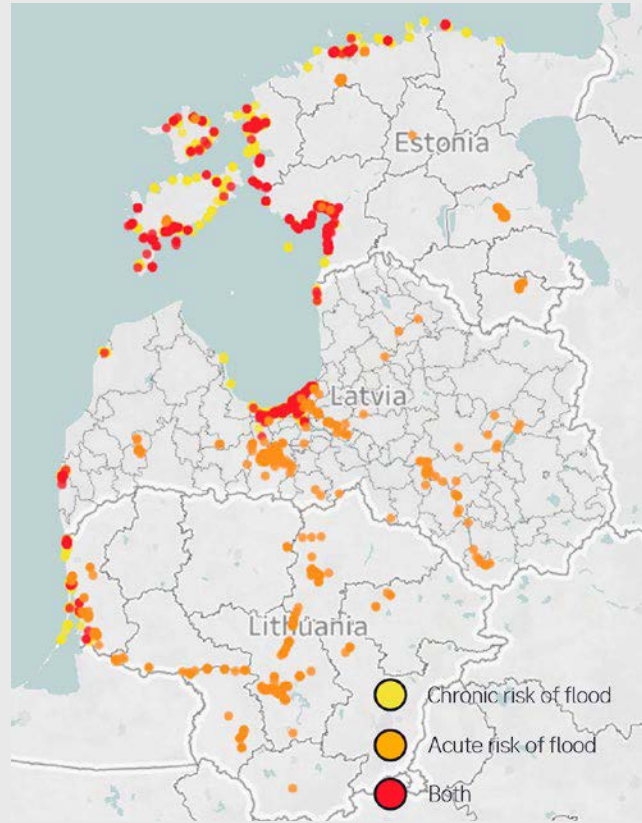 Estonia
Latvia
Lithuania
Chronic risk of flood
Acute risk of flood
Both